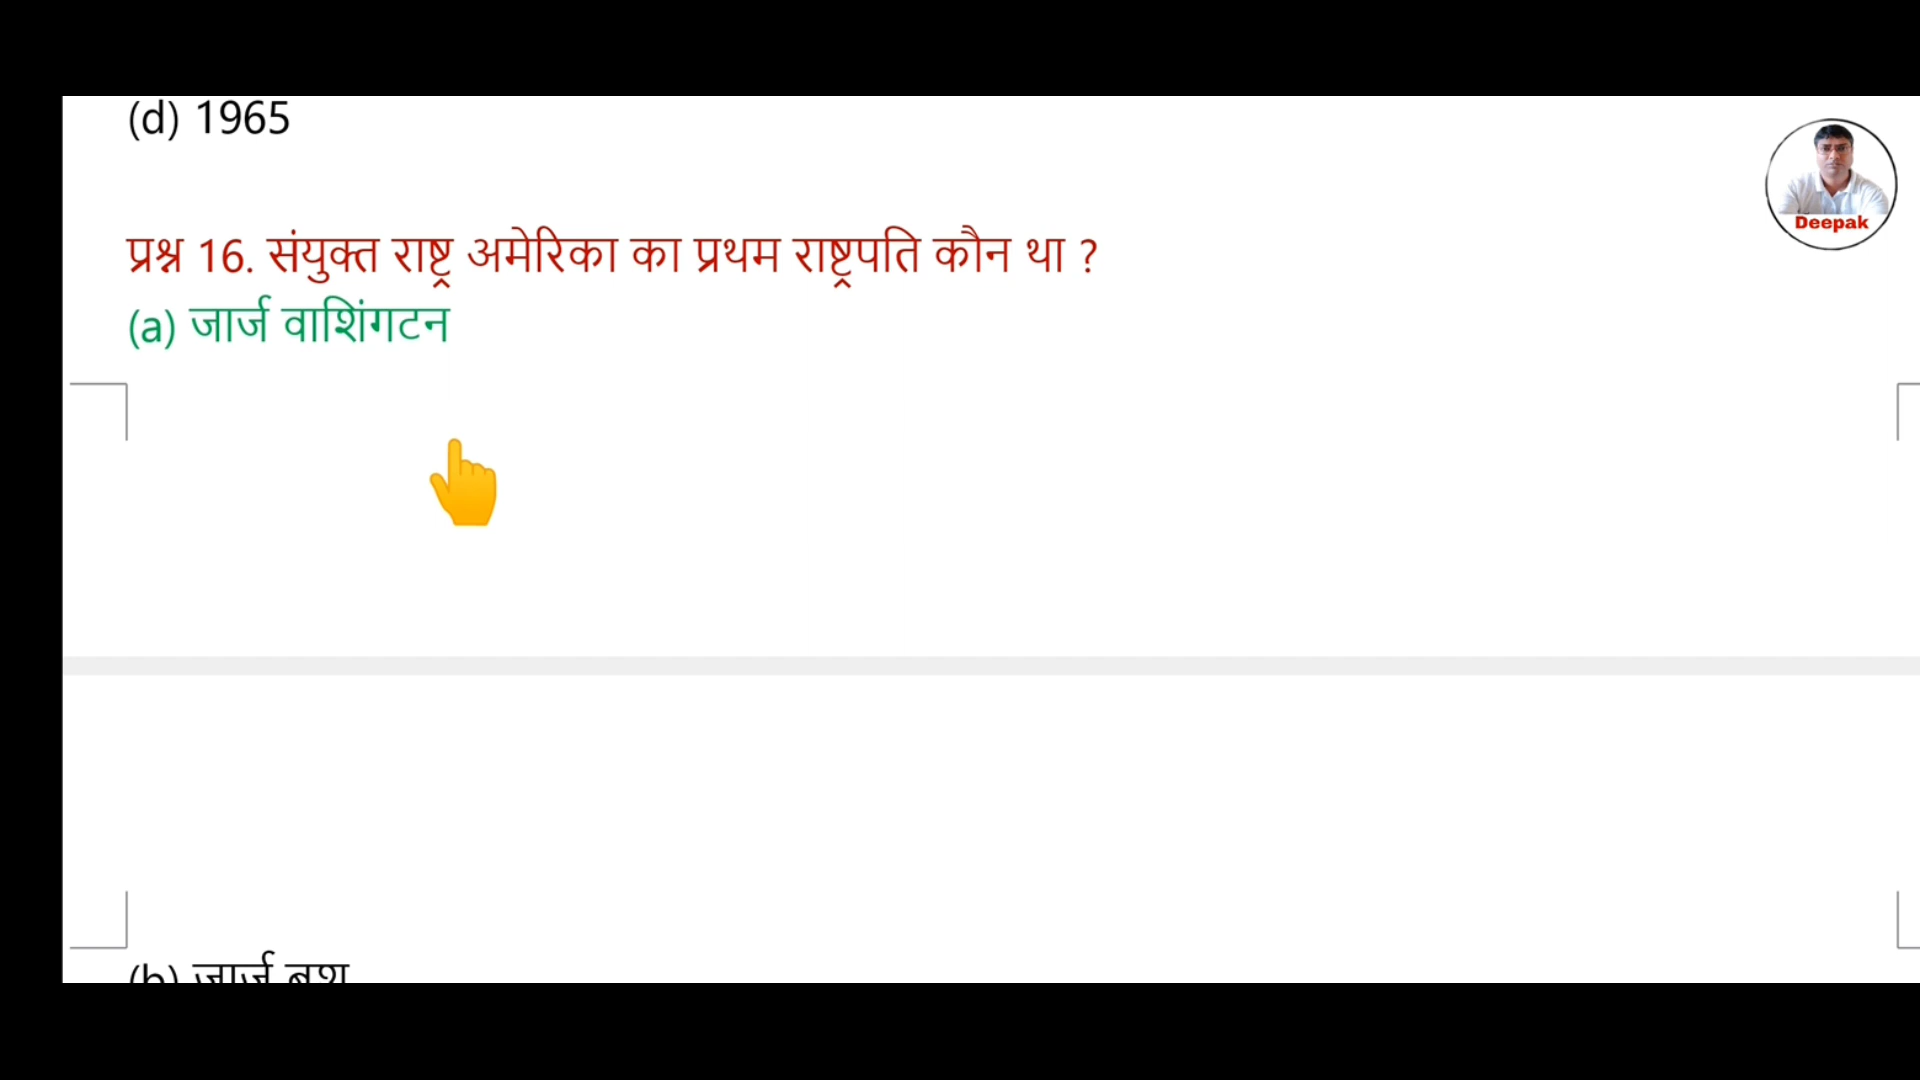 (d) 1965
Deepak
प्रश्न 16. संयुक्त राष्ट्र अमेरिका का प्रथम राष्ट्रपति कौन था ?
(a) जार्ज वाशिंगटन
(b) जार्ज बुश